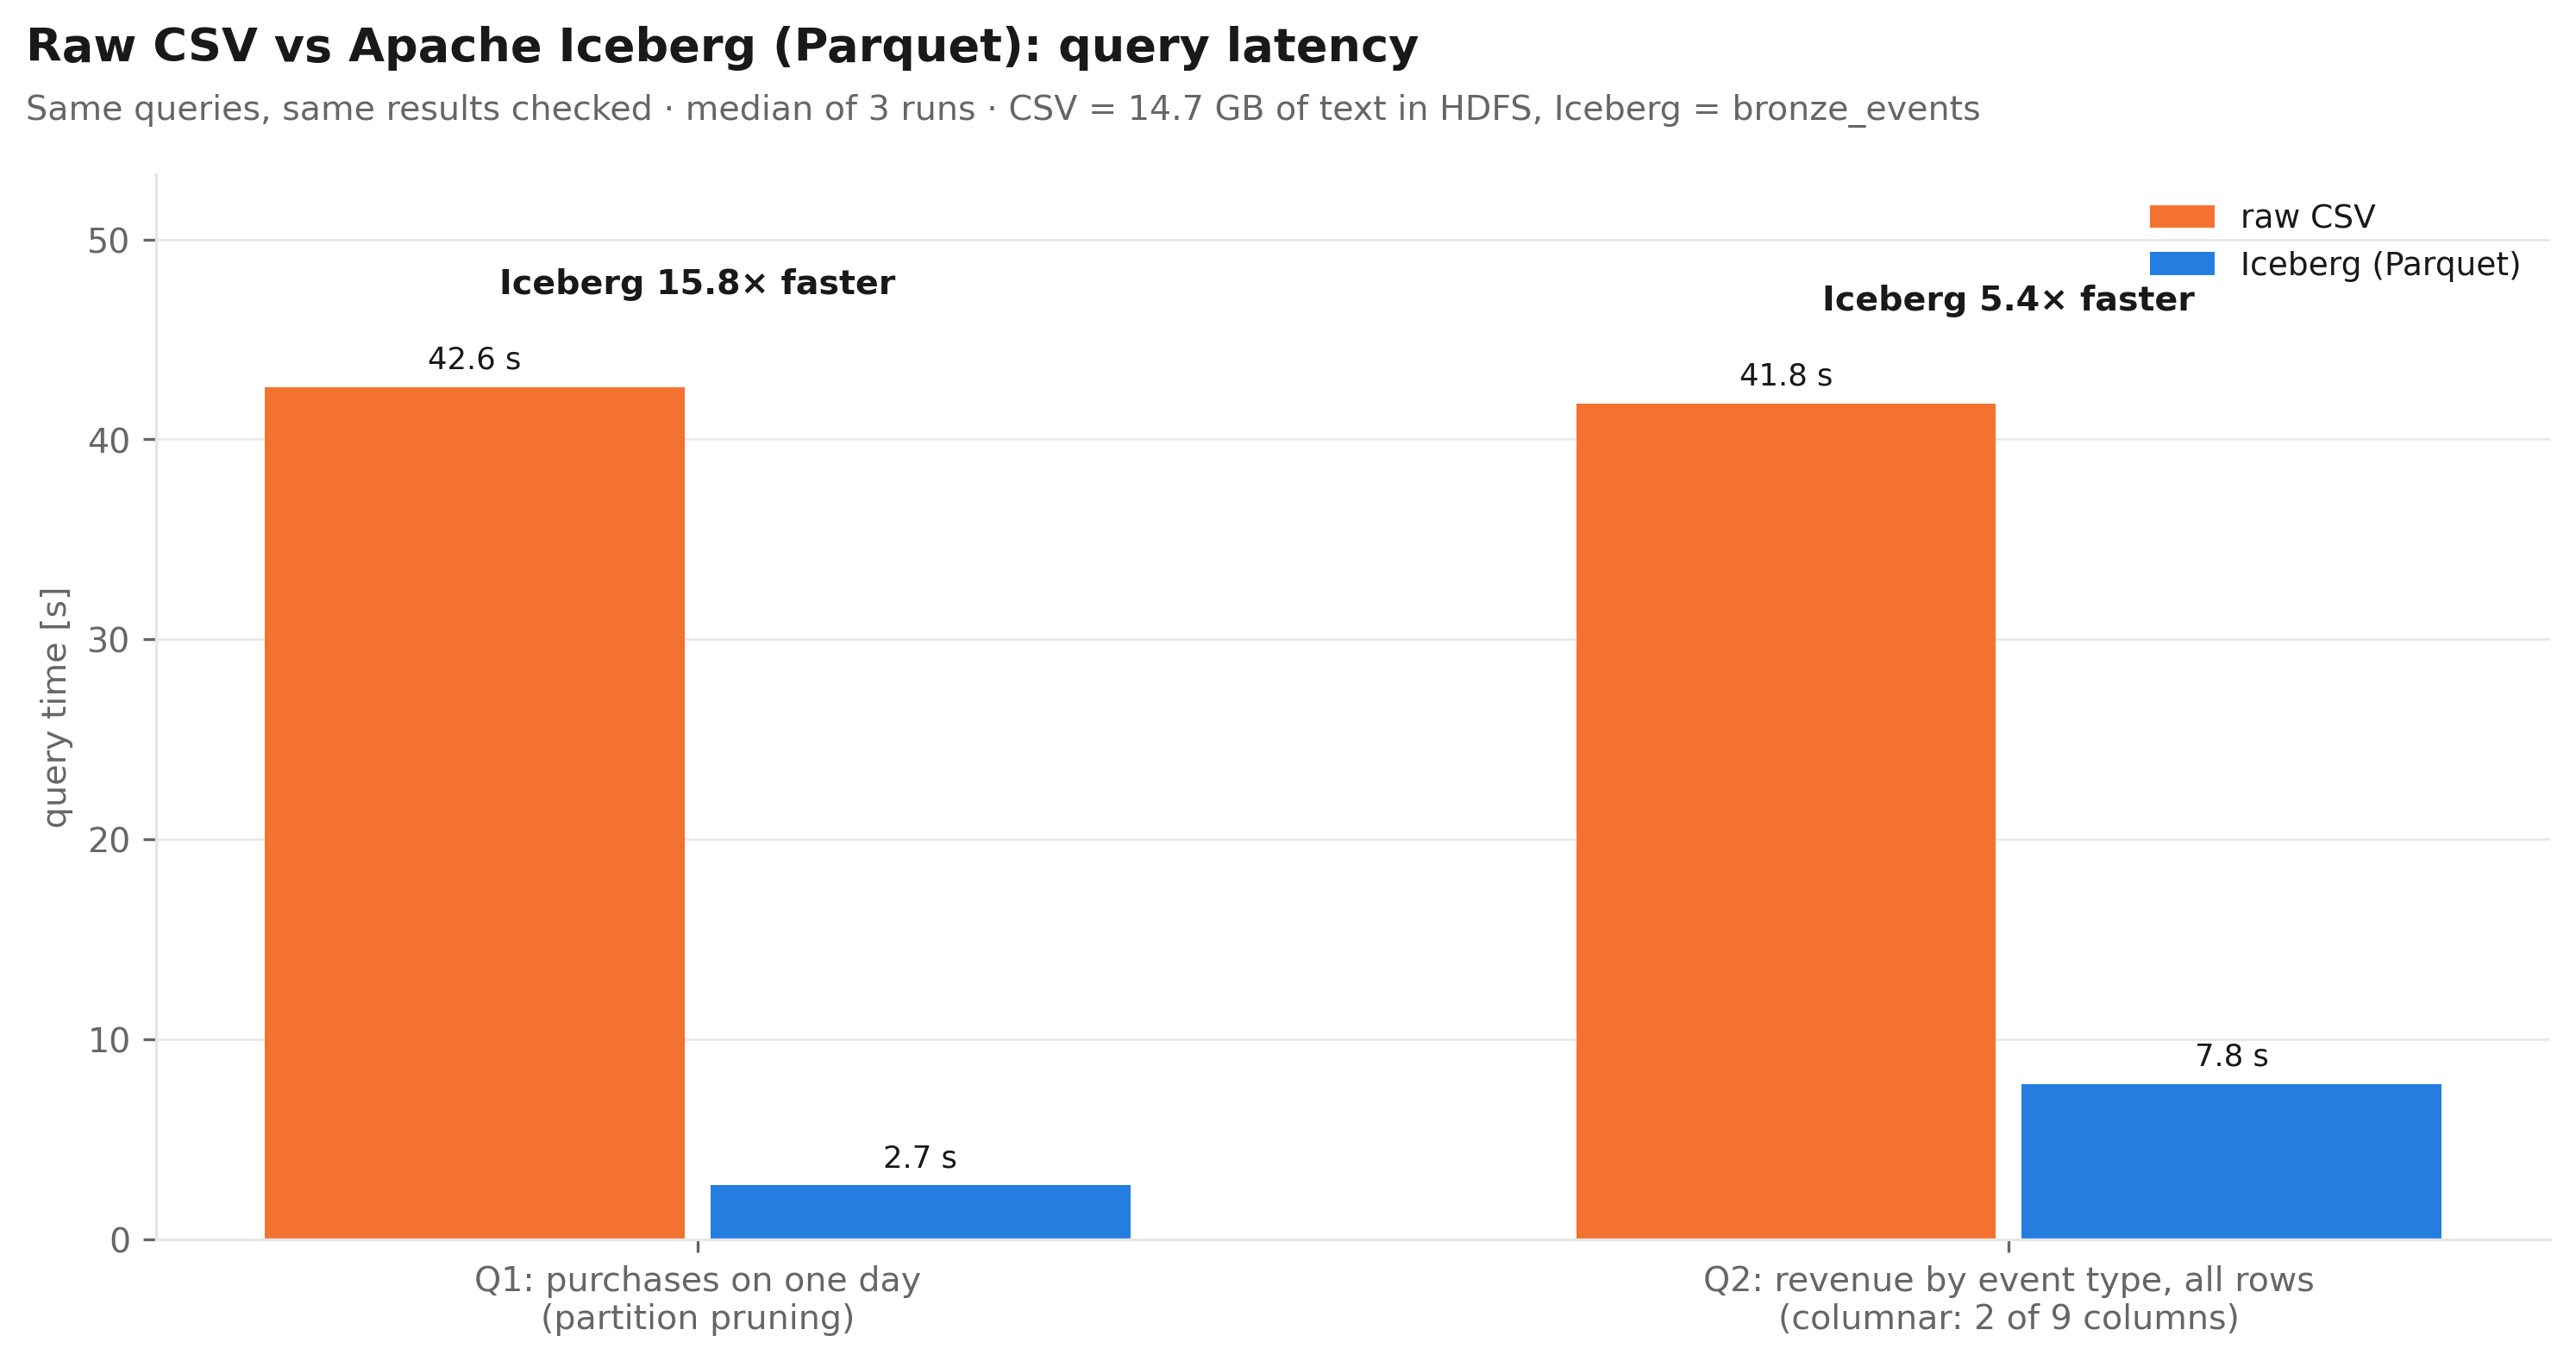 Raw CSV vs Apache Iceberg (Parquet): query latency
Same queries, same results checked · median of 3 runs · CSV = 14.7 GB of text in HDFS, Iceberg = bronze_events
raw CSV
Iceberg (Parquet)
Iceberg 15.8× faster
Iceberg 5.4× faster
42.6 s
41.8 s
7.8 s
2.7 s
query time [s]
50
40
30
20
10
0
Q1: purchases on one day
(partition pruning)
Q2: revenue by event type, all rows
(columnar: 2 of 9 columns)